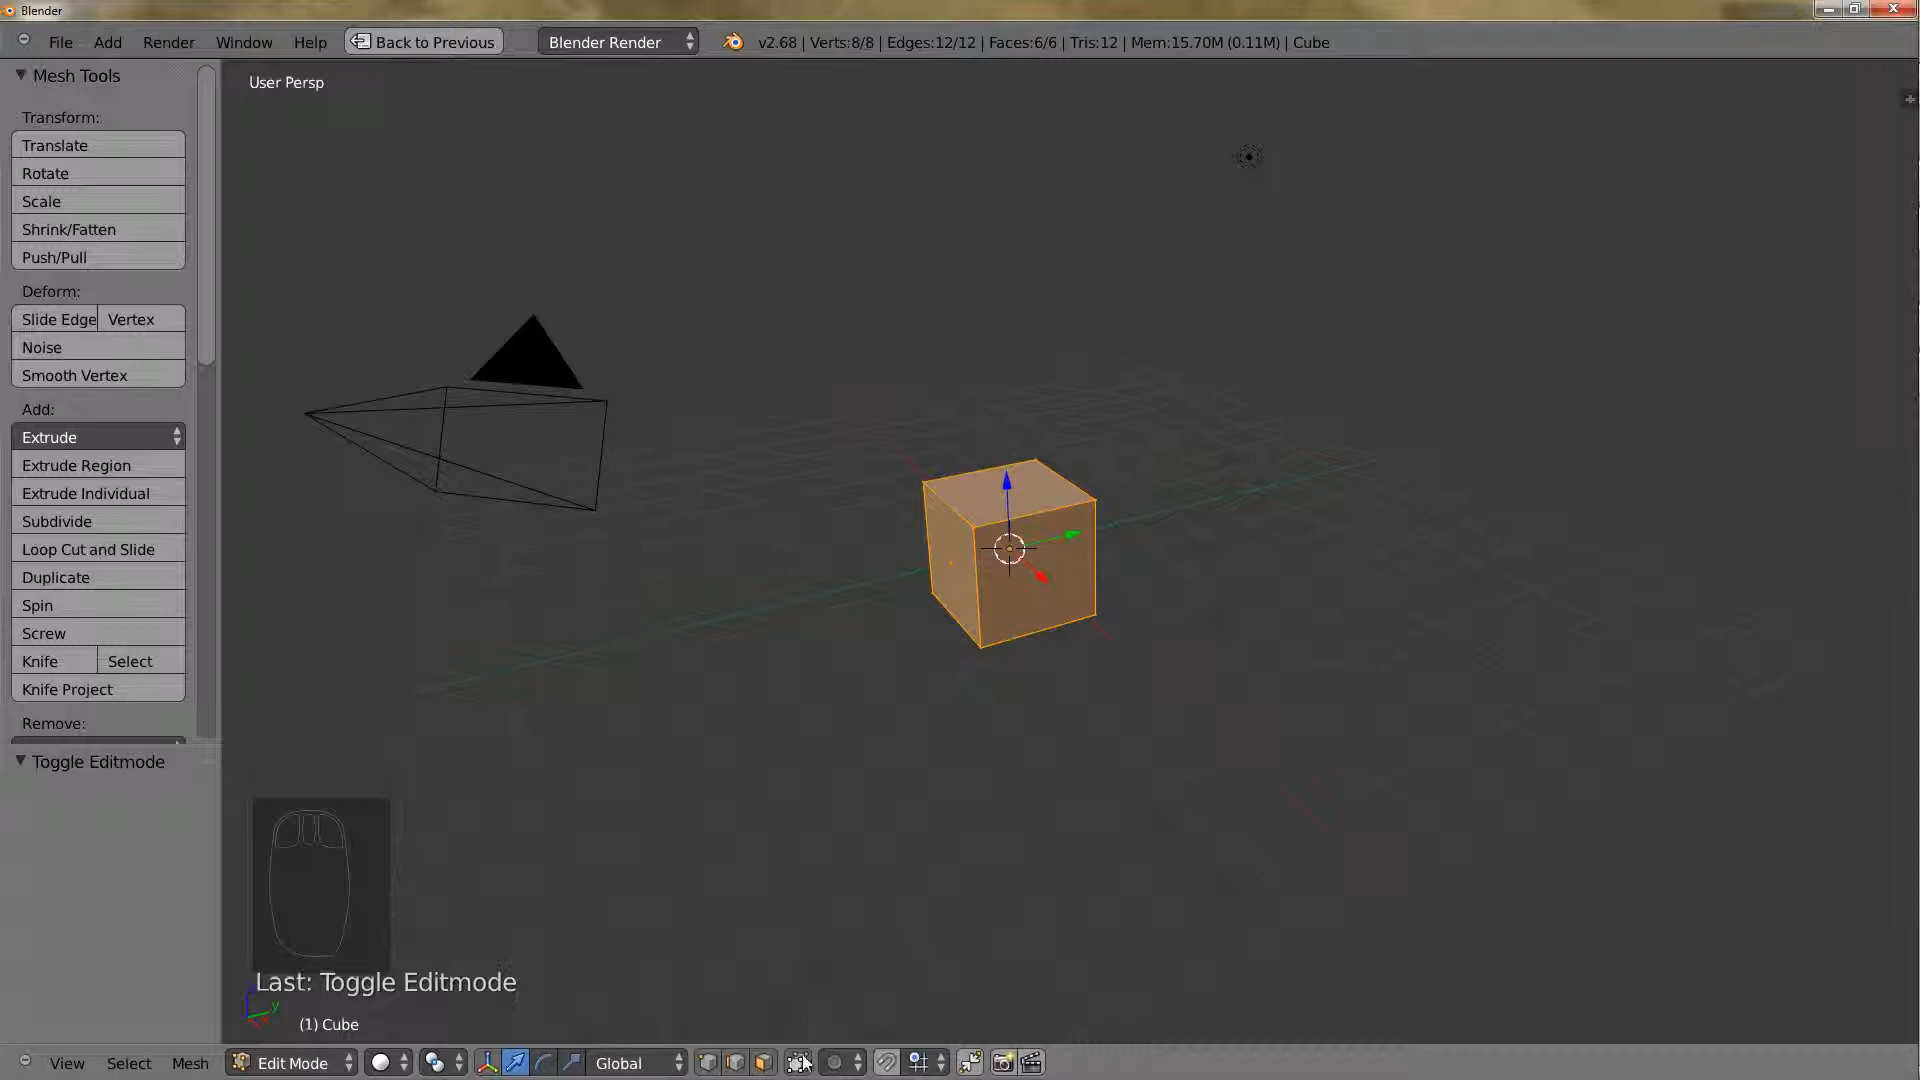 Blender
File Add Render Window Help Back to Previous Blender Render v2.68 | Verts:8/8 | Edges:12/12 | Faces:6/6 | Tris:12 | Mem:15.70M (0.11M) | Cube
Mesh Tools
User Persp
Transform:
Translate
Rotate
Scale
Shrink/Fatten
Push/Pull
Deform:
Slide Edge Vertex
Noise
Smooth Vertex
Add:
Extrude
Extrude Region
Extrude Individual
Subdivide
Loop Cut and Slide
Duplicate
Spin
Screw
Knife Select
Knife Project
Remove:
Toggle Editmode
Last: Toggle Editmode
y
(1) Cube
View Select Mesh Edit Mode Global